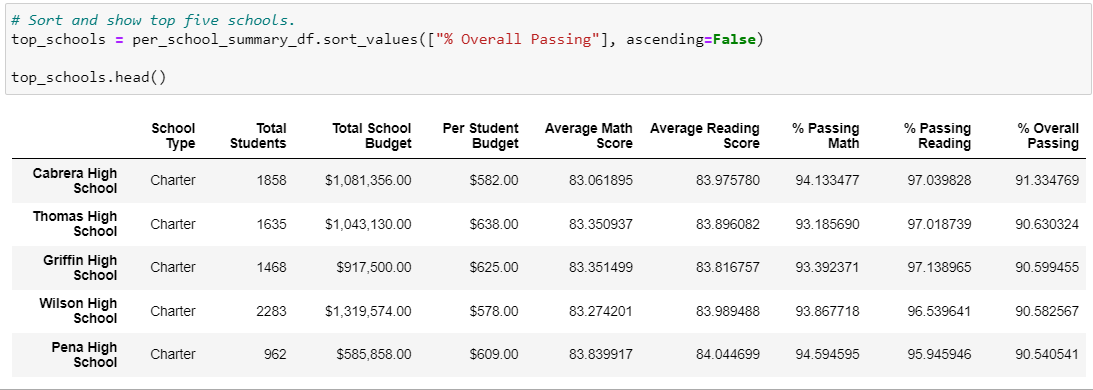 # Sort and show top five schools.
top_schools = per_school_summary_df.sort_values(["% Overall Passing"], ascending=False)
top_schools.head()
School Type Total Students Total School Budget Per Student Budget Average Math Score Average Reading Score % Passing Math % Passing Reading % Overall Passing
Cabrera High School Charter 1858 $1,081,356.00 $582.00 83.061895 83.975780 94.133477 97.039828 91.334769
Thomas High School Charter 1635 $1,043,130.00 $638.00 83.350937 83.896082 93.185690 97.018739 90.630324
Griffin High School Charter 1468 $917,500.00 $625.00 83.351499 83.816757 93.392371 97.138965 90.599455
Wilson High School Charter 2283 $1,319,574.00 $578.00 83.274201 83.989488 93.867718 96.539641 90.582567
Pena High School Charter 962 $585,858.00 $609.00 83.839917 84.044699 94.594595 95.945946 90.540541